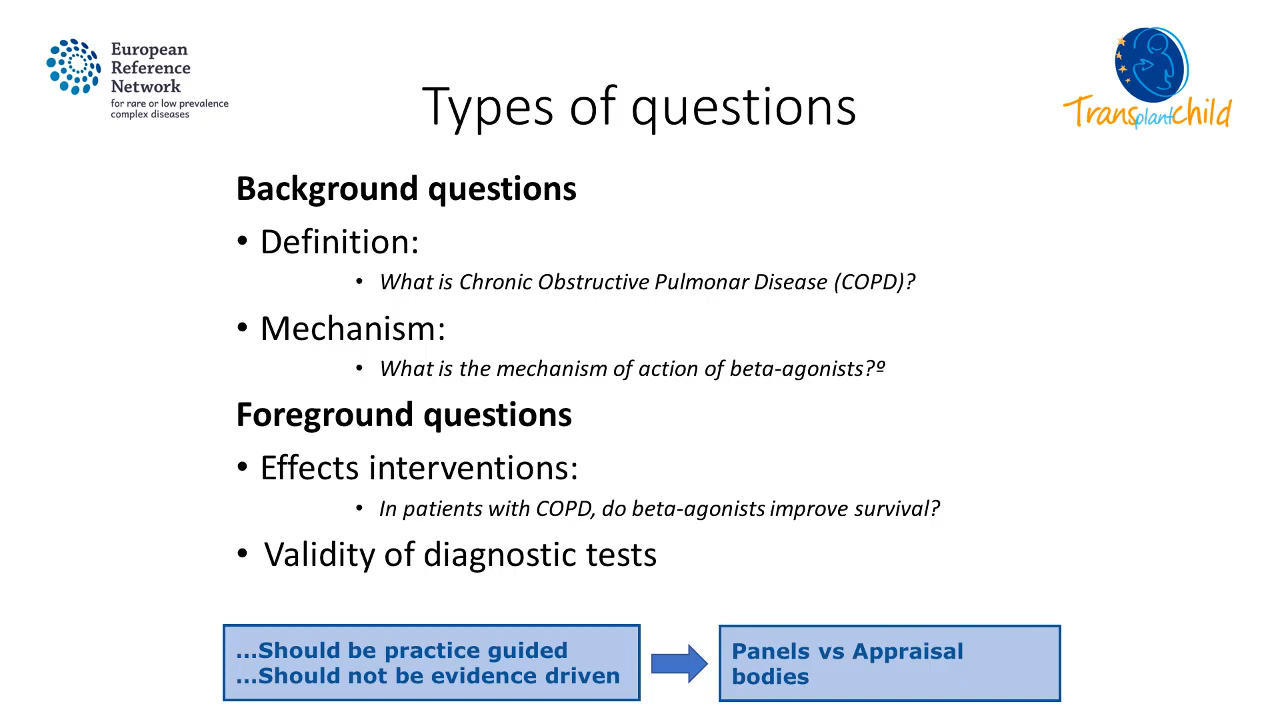 European
Reference
Network
for rare or low prevalence
complex diseases
Transplantchild
Types of questions
Background questions
• Definition:
• What is Chronic Obstructive Pulmonar Disease (COPD)?
• Mechanism:
• What is the mechanism of action of beta-agonists?º
Foreground questions
• Effects interventions:
• In patients with COPD, do beta-agonists improve survival?
• Validity of diagnostic tests
...Should be practice guided
...Should not be evidence driven
Panels vs Appraisal
bodies